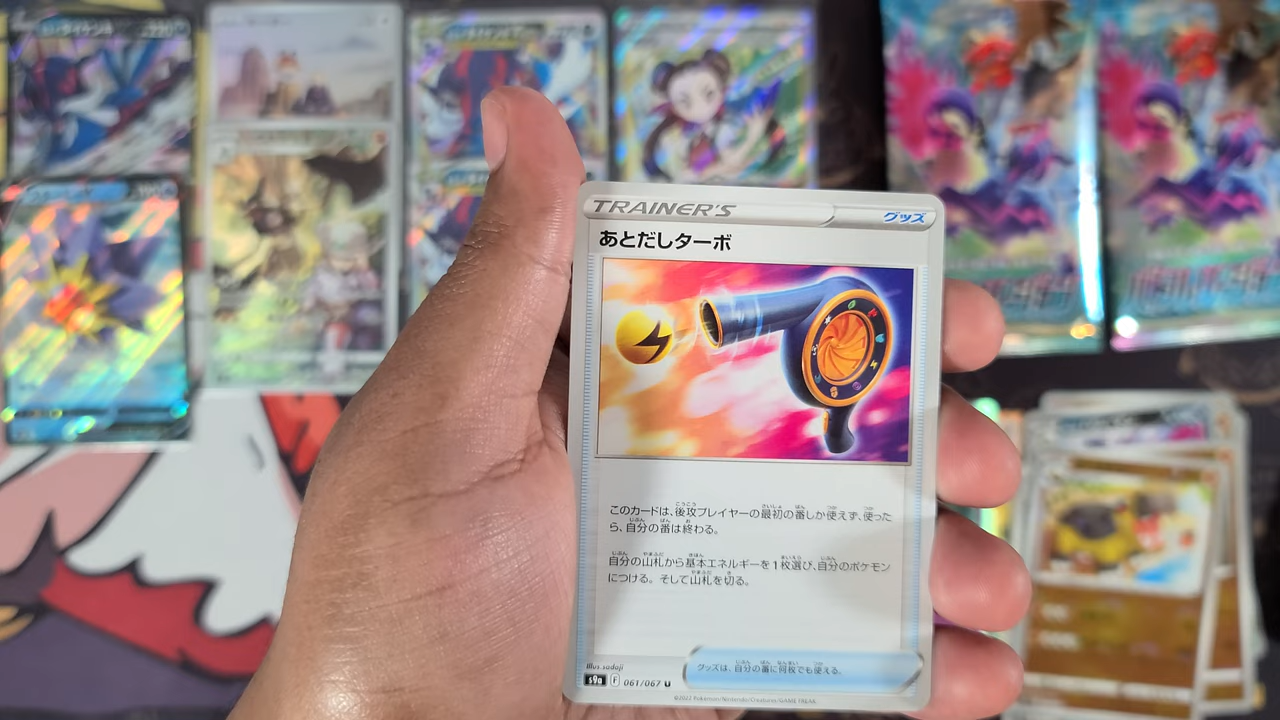 TRAINER'S
グッズ
あとだしターボ
このカードは、後攻プレイヤーの最初の番しか使えず、使った
ら、自分の番は終わる。
自分の山札から基本エネルギーを1枚選び、自分のポケモン
につける。そして山札を切る。
グッズは、自分の番に何枚でも使える。
Illus. sadaji
s9a F 061/067 U
©2022 Pokémon/Nintendo/Creatures/GAME FREAK